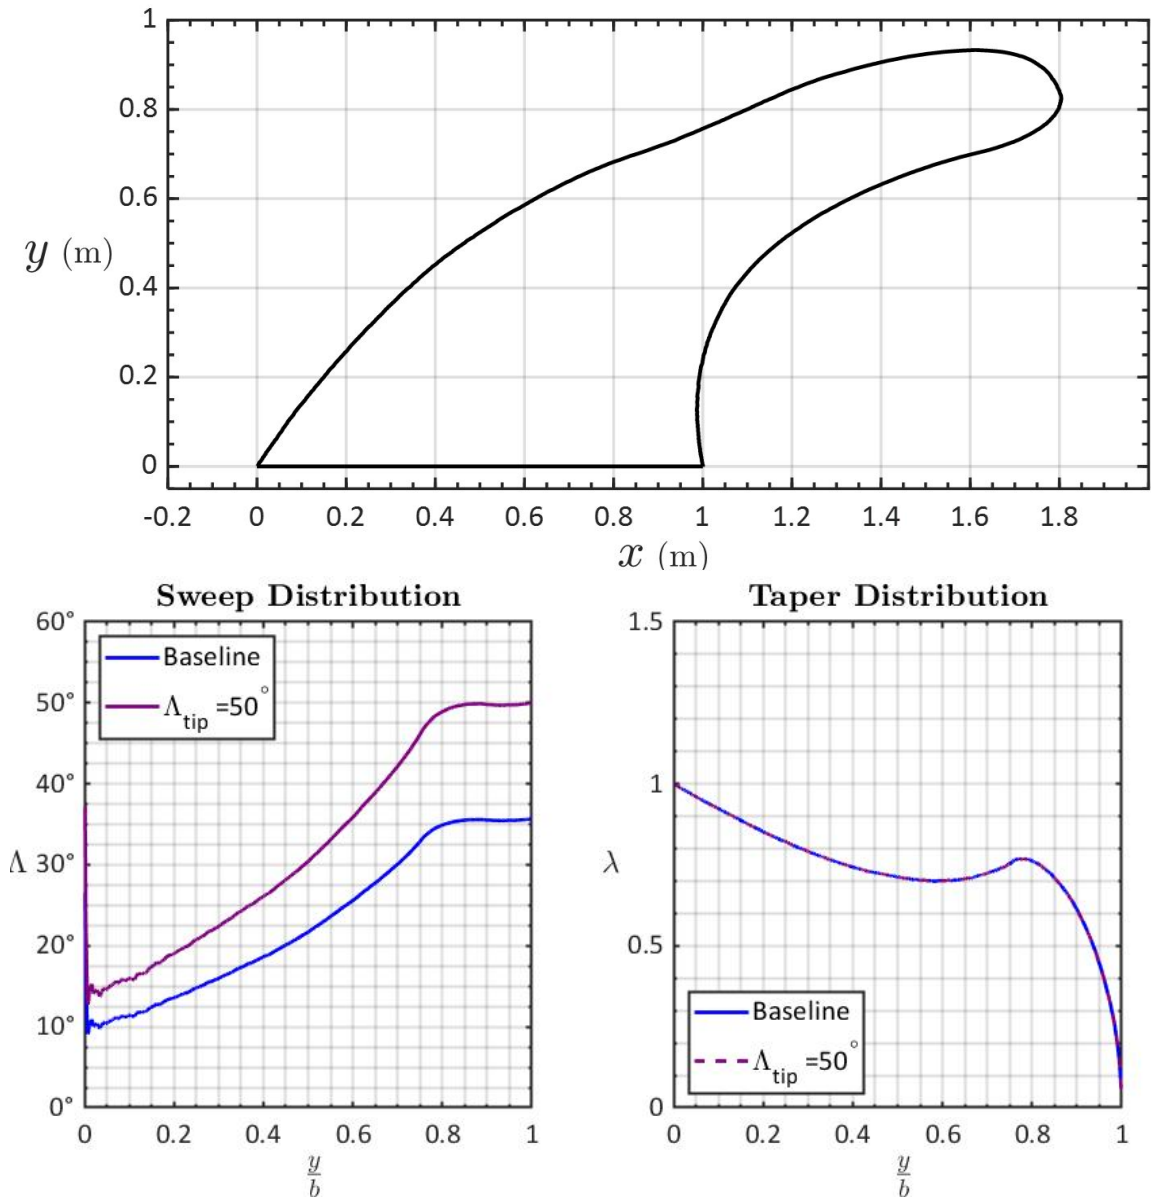 1
0.8
0.6
0.4
0.2
0
y (m)
-0.2 0 0.2 0.4 0.6 0.8 1 1.2 1.4 1.6 1.8
x (m)
Sweep Distribution
60°
50°
40°
30°
20°
10°
0°
Λ
Baseline
Λtip =50°
0 0.2 0.4 0.6 0.8 1
y
b
Taper Distribution
1.5
1
0.5
0
λ
Baseline
Λtip =50°
0 0.2 0.4 0.6 0.8 1
y
b